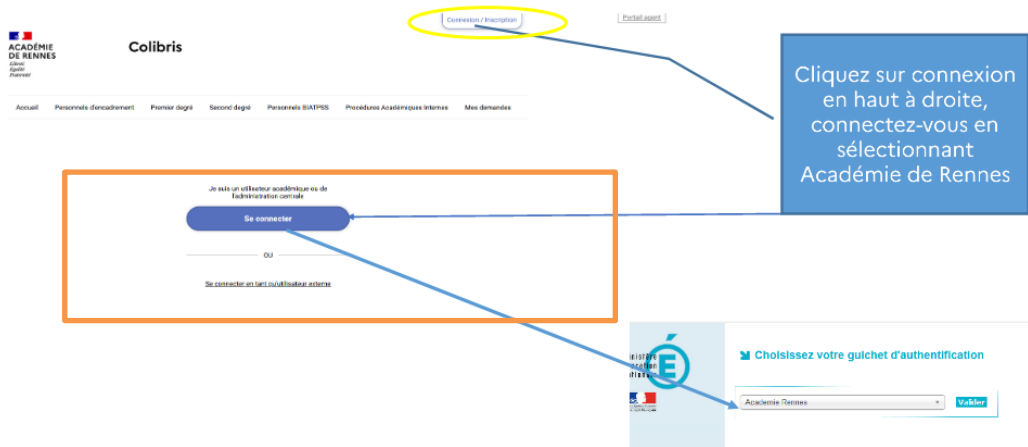 Connexion / Inscription
Portail agent
ACADÉMIE
DE RENNES
Liberté
Égalité
Fraternité
Colibris
Accueil Personnels d'encadrement Premier degré Second degré Personnels BIATPSS Procédures Académiques Internes Mes demandes
Cliquez sur connexion
en haut à droite,
connectez-vous en
sélectionnant
Académie de Rennes
Je suis un utilisateur académique ou de
l'administration centrale
Se connecter
OU
Se connecter en tant qu'utilisateur externe
Choisissez votre guichet d'authentification
Academie Rennes
Valider